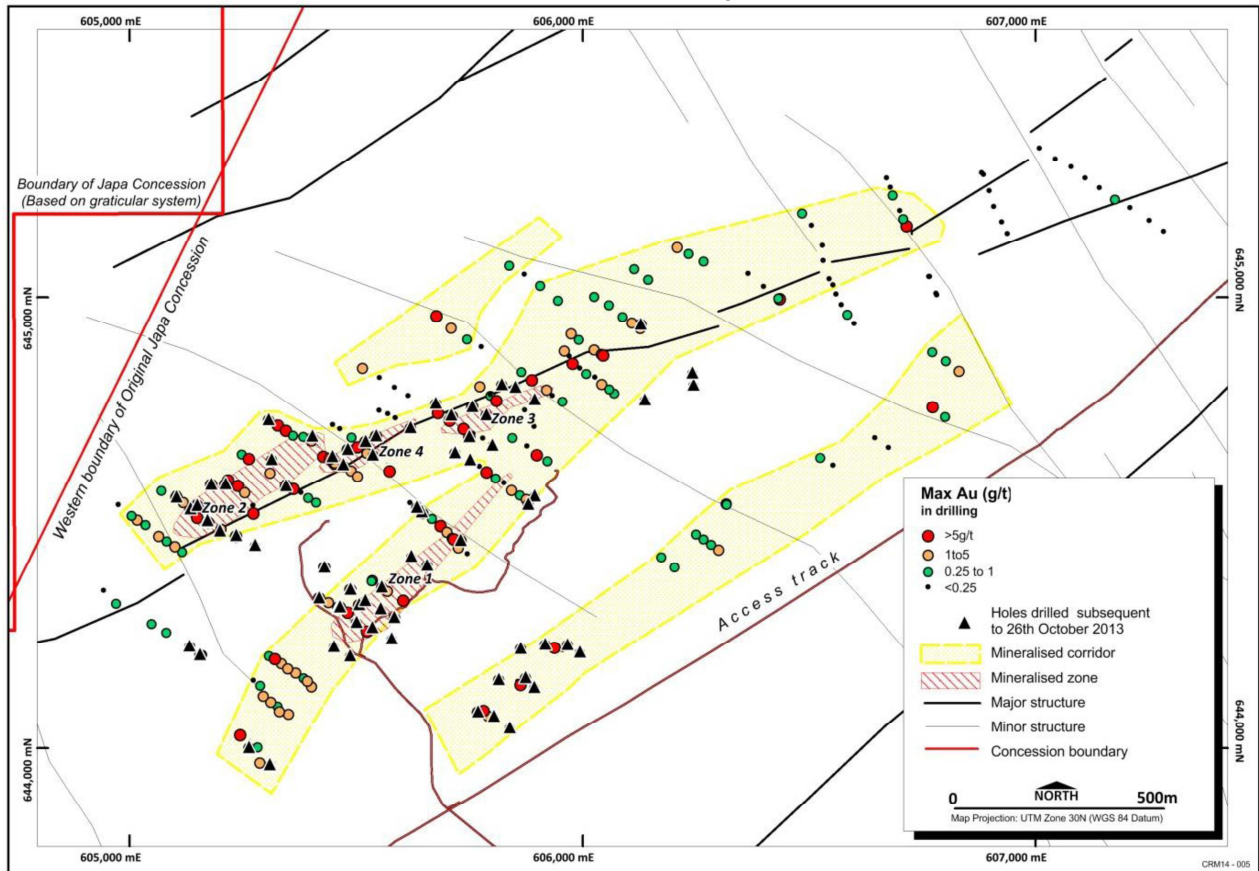 605,000 mE
606,000 mE
607,000 mE
Boundary of Japa Concession
(Based on graticular system)
Western boundary of Original Japa Concession
645,000 mN
645,000 mN
Zone 3
Zone 4
Zone 2
Zone 1
Access track
644,000 mN
644,000 mN
Max Au (g/t)
in drilling
>5g/t
1to5
0.25 to 1
<0.25
Holes drilled subsequent
to 26th October 2013
Mineralised corridor
Mineralised zone
Major structure
Minor structure
Concession boundary
0 NORTH 500m
Map Projection: UTM Zone 30N (WGS 84 Datum)
605,000 mE
606,000 mE
607,000 mE
CRM14 - 005